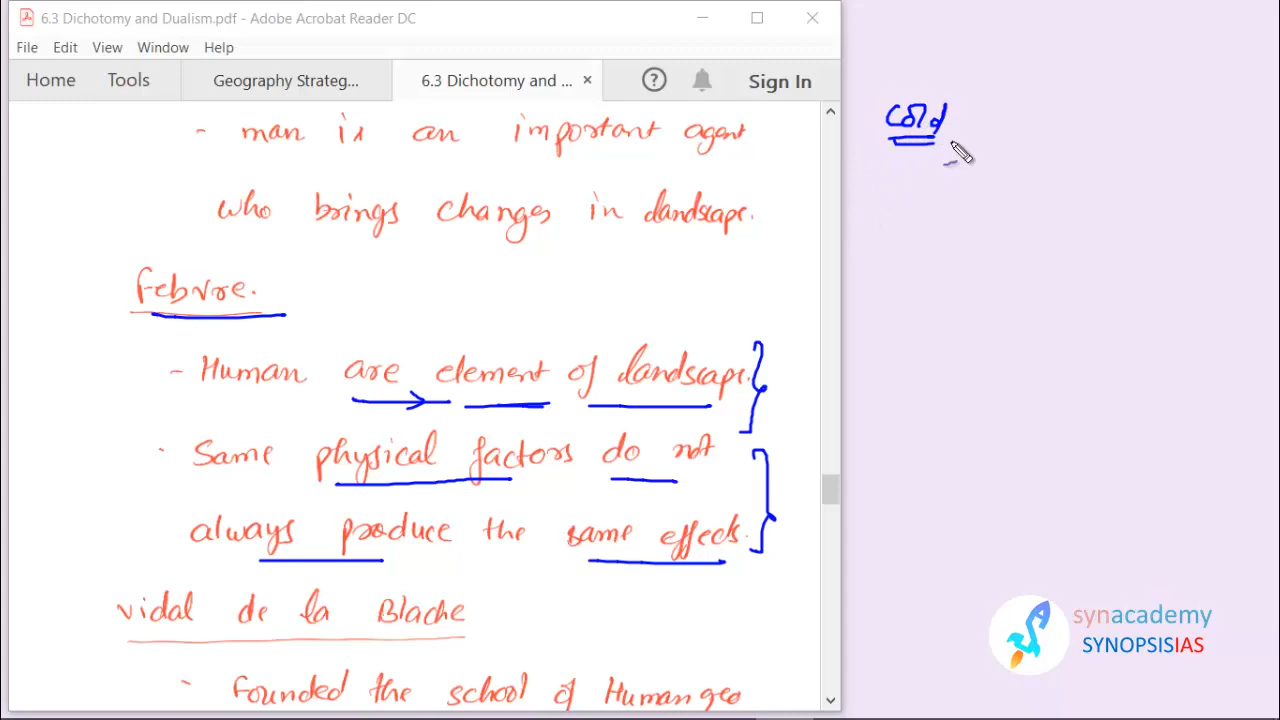 6.3 Dichotomy and Dualism.pdf - Adobe Acrobat Reader DC
File Edit View Window Help
Home Tools Geography Strateg... 6.3 Dichotomy and ... × ? Sign In
- man is an important agent
who brings changes in landscape.
Febvre.
- Human are element of landscape.
. Same physical factors do not
always produce the same effects.
Vidal de la Blache
- Founded the school of Human geo
Cold
synacademy
SYNOPSISIAS